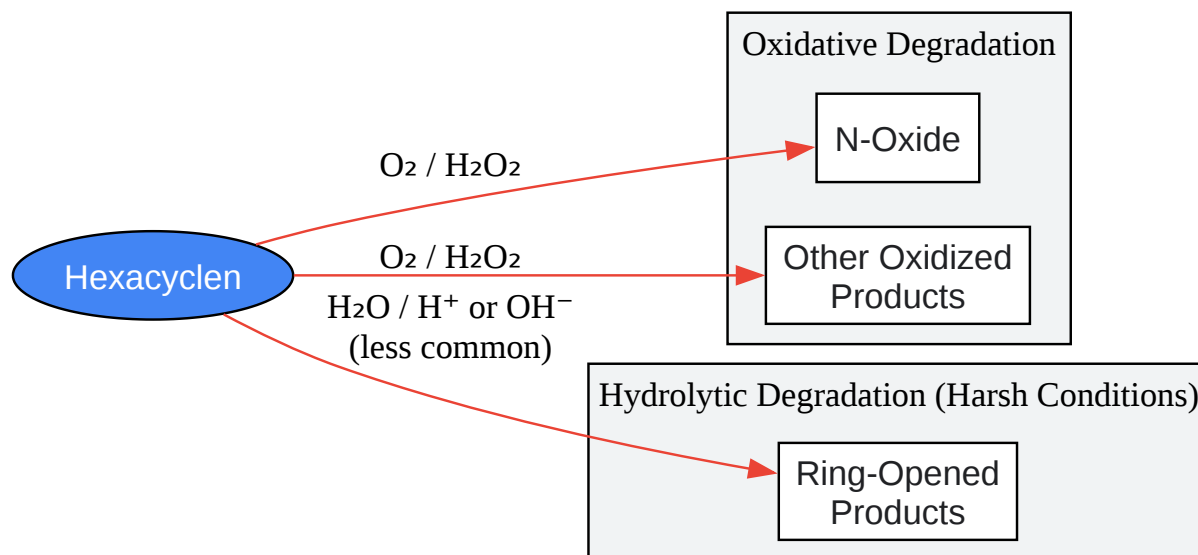 Oxidative Degradation
N-Oxide
O₂ / H₂O₂
Hexacyclen
O₂ / H₂O₂
Other Oxidized
Products
H₂O / H⁺ or OH⁻
(less common)
Hydrolytic Degradation (Harsh Conditions)
Ring-Opened
Products